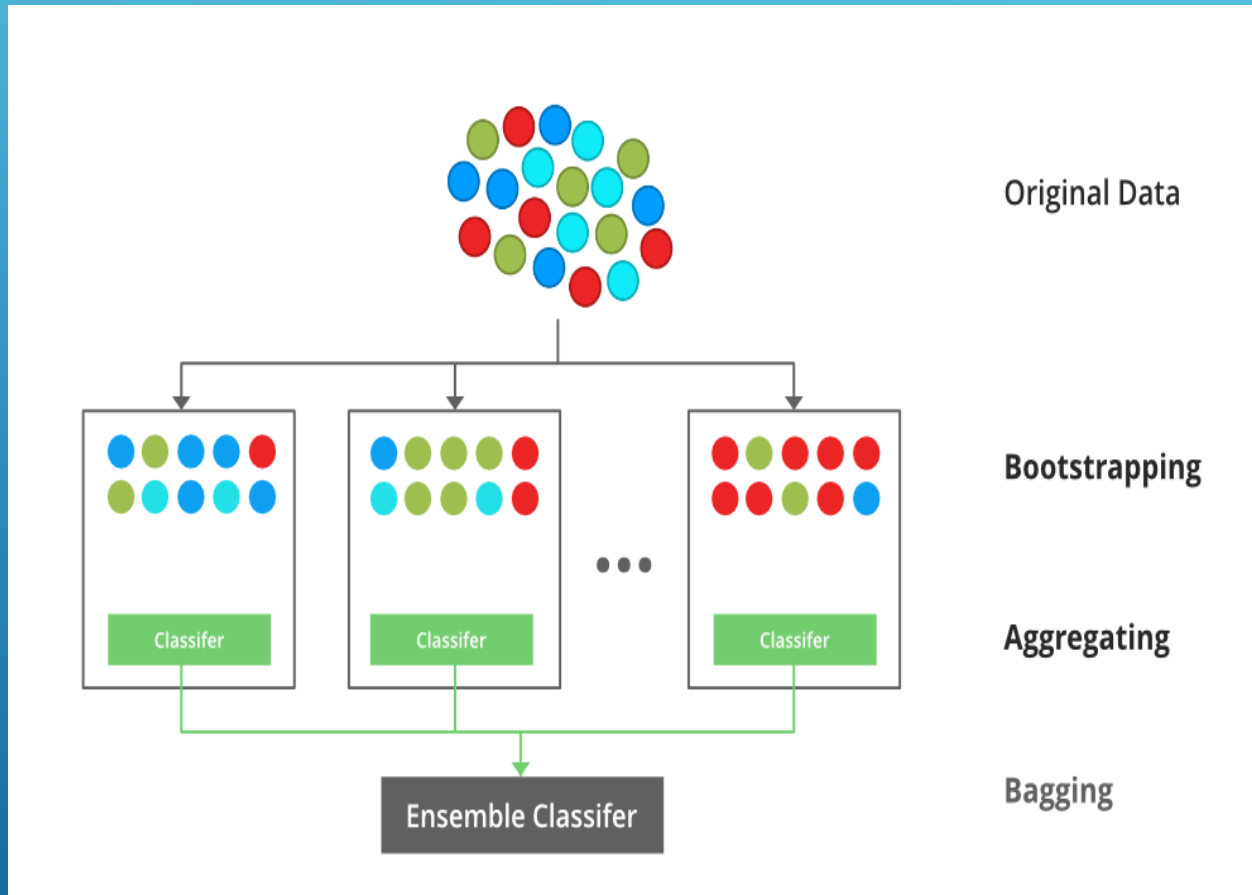 Original Data
Bootstrapping
Classifer
Classifer
Classifer
Aggregating
Ensemble Classifer
Bagging